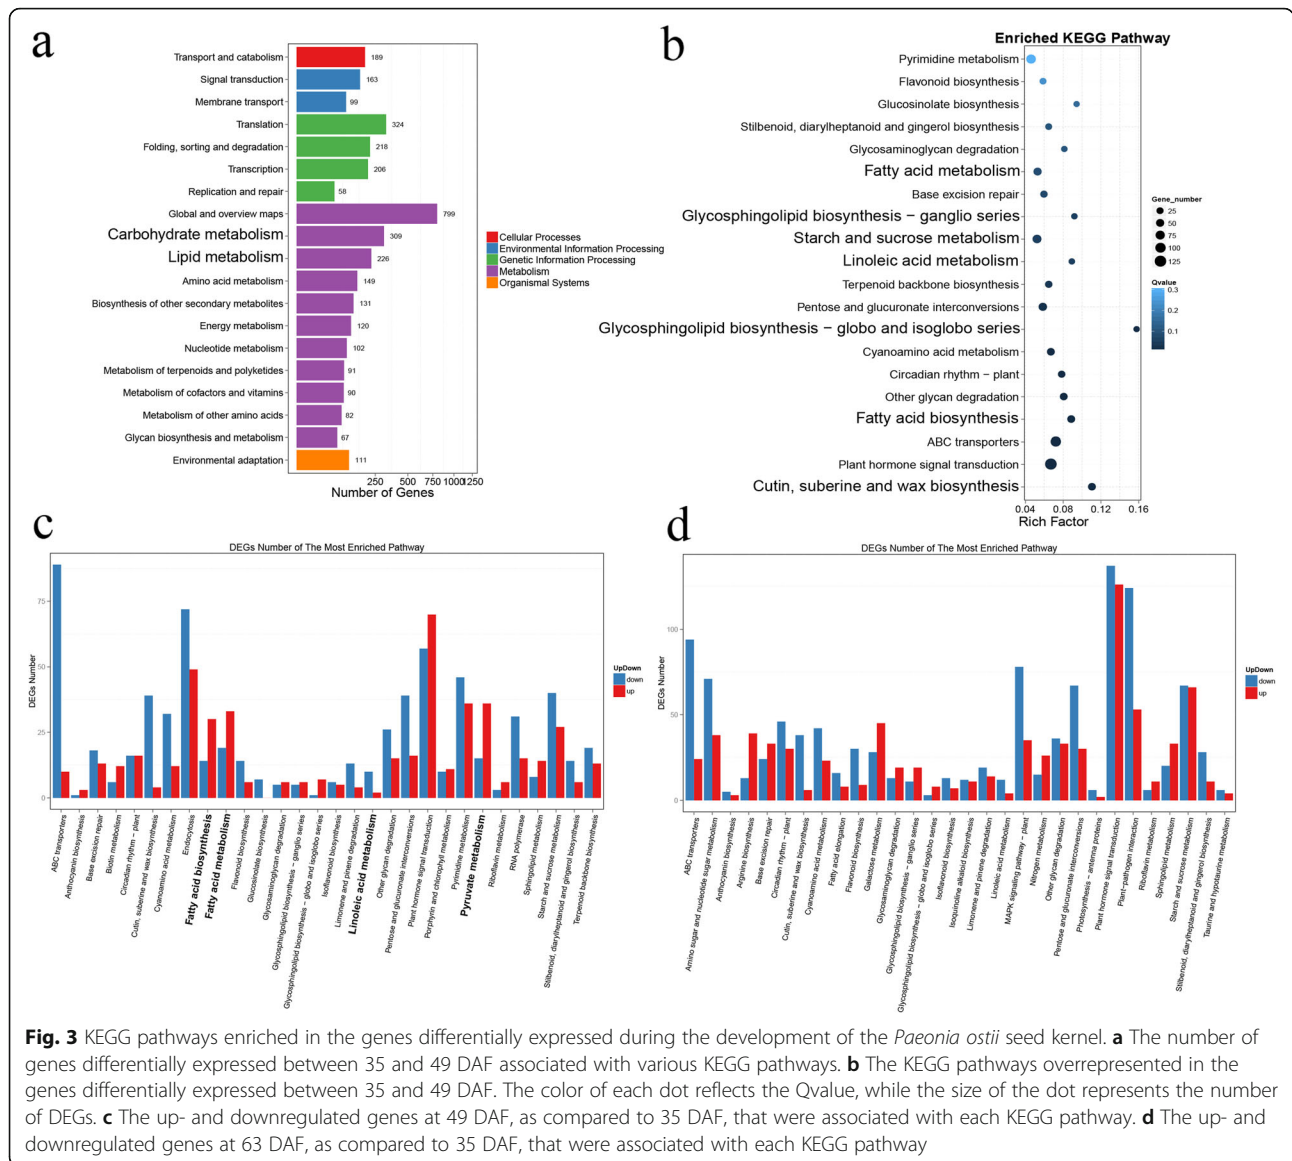 a
Transport and catabolism
189
Signal transduction
163
Membrane transport
99
Translation
324
Folding, sorting and degradation
218
Transcription
206
Replication and repair
58
Global and overview maps
799
Carbohydrate metabolism
309
Lipid metabolism
226
Amino acid metabolism
149
Biosynthesis of other secondary metabolites
131
Energy metabolism
120
Nucleotide metabolism
102
Metabolism of terpenoids and polyketides
91
Metabolism of cofactors and vitamins
90
Metabolism of other amino acids
82
Glycan biosynthesis and metabolism
67
Environmental adaptation
111
250 500 750 1000 1250
Number of Genes
Cellular Processes
Environmental Information Processing
Genetic Information Processing
Metabolism
Organismal Systems
b
Enriched KEGG Pathway
Pyrimidine metabolism
Flavonoid biosynthesis
Glucosinolate biosynthesis
Stilbenoid, diarylheptanoid and gingerol biosynthesis
Glycosaminoglycan degradation
Fatty acid metabolism
Base excision repair
Glycosphingolipid biosynthesis − ganglio series
Starch and sucrose metabolism
Linoleic acid metabolism
Terpenoid backbone biosynthesis
Pentose and glucuronate interconversions
Glycosphingolipid biosynthesis − globo and isoglobo series
Cyanoamino acid metabolism
Circadian rhythm − plant
Other glycan degradation
Fatty acid biosynthesis
ABC transporters
Plant hormone signal transduction
Cutin, suberine and wax biosynthesis
0.04 0.08 0.12 0.16
Rich Factor
Gene_number
25
50
75
100
125
Qvalue
0.3
0.2
0.1
c
DEGs Number of The Most Enriched Pathway
DEGs Number
75
50
25
0
ABC transporters
Anthocyanin biosynthesis
Base excision repair
Biotin metabolism
Circadian rhythm − plant
Cutin, suberine and wax biosynthesis
Cyanoamino acid metabolism
Endocytosis
Fatty acid biosynthesis
Fatty acid metabolism
Flavonoid biosynthesis
Glucosinolate biosynthesis
Glycosaminoglycan degradation
Glycosphingolipid biosynthesis − ganglio series
Glycosphingolipid biosynthesis − globo and isoglobo series
Isoflavonoid biosynthesis
Limonene and pinene degradation
Linoleic acid metabolism
Other glycan degradation
Pentose and glucuronate interconversions
Plant hormone signal transduction
Porphyrin and chlorophyll metabolism
Pyrimidine metabolism
Pyruvate metabolism
Riboflavin metabolism
RNA polymerase
Sphingolipid metabolism
Starch and sucrose metabolism
Stilbenoid, diarylheptanoid and gingerol biosynthesis
Terpenoid backbone biosynthesis
UpDown
down
up
d
DEGs Number of The Most Enriched Pathway
DEGs Number
100
50
0
ABC transporters
Amino sugar and nucleotide sugar metabolism
Anthocyanin biosynthesis
Arginine biosynthesis
Base excision repair
Circadian rhythm − plant
Cutin, suberine and wax biosynthesis
Cyanoamino acid metabolism
Fatty acid elongation
Flavonoid biosynthesis
Galactose metabolism
Glycosaminoglycan degradation
Glycosphingolipid biosynthesis − ganglio series
Glycosphingolipid biosynthesis − globo and isoglobo series
Isoflavonoid biosynthesis
Isoquinoline alkaloid biosynthesis
Limonene and pinene degradation
Linoleic acid metabolism
MAPK signaling pathway − plant
Nitrogen metabolism
Other glycan degradation
Pentose and glucuronate interconversions
Photosynthesis − antenna proteins
Plant hormone signal transduction
Plant−pathogen interaction
Riboflavin metabolism
Sphingolipid metabolism
Starch and sucrose metabolism
Stilbenoid, diarylheptanoid and gingerol biosynthesis
Taurine and hypotaurine metabolism
UpDown
down
up
Fig. 3 KEGG pathways enriched in the genes differentially expressed during the development of the Paeonia ostii seed kernel. a The number of
genes differentially expressed between 35 and 49 DAF associated with various KEGG pathways. b The KEGG pathways overrepresented in the
genes differentially expressed between 35 and 49 DAF. The color of each dot reflects the Qvalue, while the size of the dot represents the number
of DEGs. c The up- and downregulated genes at 49 DAF, as compared to 35 DAF, that were associated with each KEGG pathway. d The up- and
downregulated genes at 63 DAF, as compared to 35 DAF, that were associated with each KEGG pathway